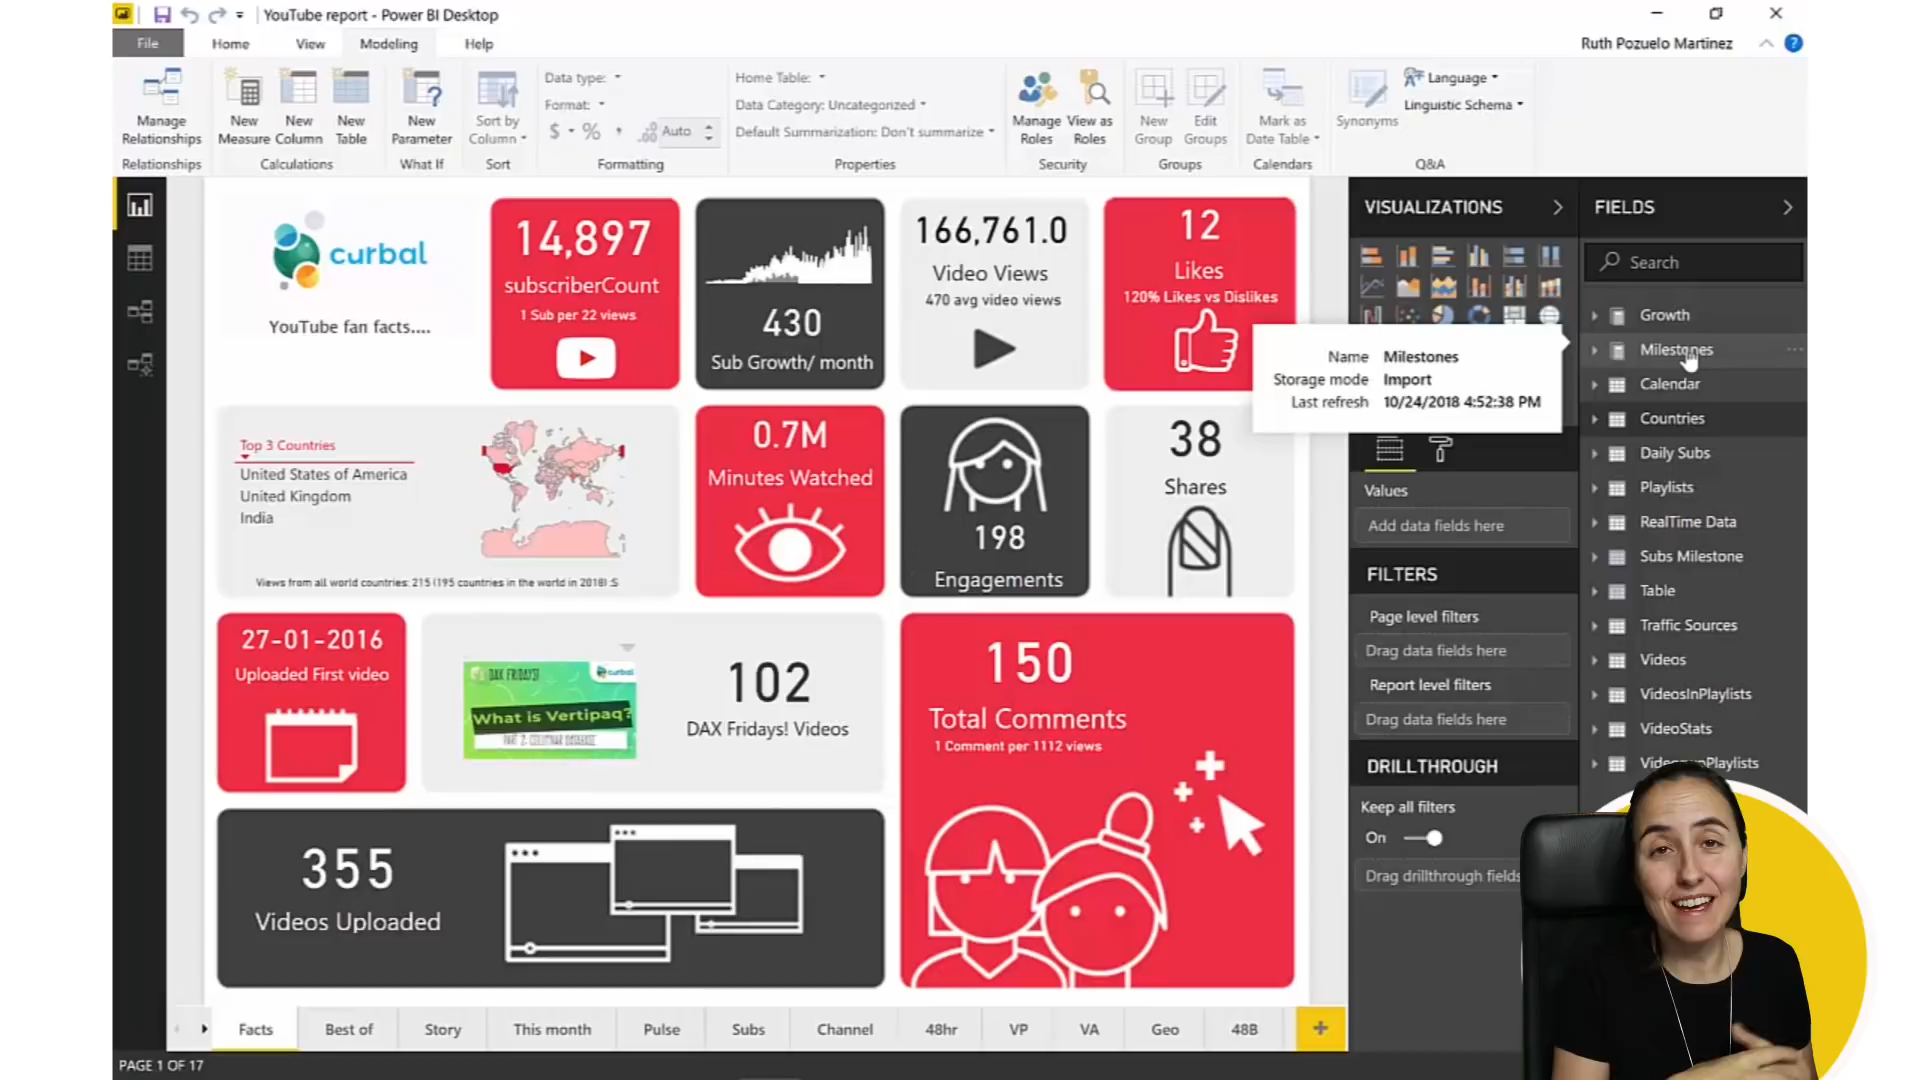 YouTube report - Power BI Desktop
File
Home
View
Modeling
Help
Ruth Pozuelo Martinez
Manage
Relationships
Relationships
New
Measure
New
Column
New
Table
Calculations
New
Parameter
What If
Sort by
Column
Sort
Data type:
Format:
$ % , .00 Auto
Formatting
Home Table:
Data Category: Uncategorized
Default Summarization: Don't summarize
Properties
Manage
Roles
View as
Roles
Security
New
Group
Edit
Groups
Groups
Mark as
Date Table
Calendars
Synonyms
Language
Linguistic Schema
Q&A
curbal
YouTube fan facts....
14,897
subscriberCount
1 Sub per 22 views
430
Sub Growth/ month
166,761.0
Video Views
470 avg video views
12
Likes
120% Likes vs Dislikes
Top 3 Countries
United States of America
United Kingdom
India
Views from all world countries: 215 (195 countries in the world in 2018) :S
0.7M
Minutes Watched
198
Engagements
38
Shares
27-01-2016
Uploaded First video
DAX FRIDAYS!
curbal
What is Vertipaq?
PART 2: COLUMNAR DATABASE
102
DAX Fridays! Videos
150
Total Comments
1 Comment per 1112 views
355
Videos Uploaded
Name Milestones
Storage mode Import
Last refresh 10/24/2018 4:52:38 PM
VISUALIZATIONS
Values
Add data fields here
FILTERS
Page level filters
Drag data fields here
Report level filters
Drag data fields here
DRILLTHROUGH
Keep all filters
On
Drag drillthrough fields
FIELDS
Search
Growth
Milestones
Calendar
Countries
Daily Subs
Playlists
RealTime Data
Subs Milestone
Table
Traffic Sources
Videos
VideosInPlaylists
VideoStats
Facts
Best of
Story
This month
Pulse
Subs
Channel
48hr
VP
VA
Geo
48B
PAGE 1 OF 17